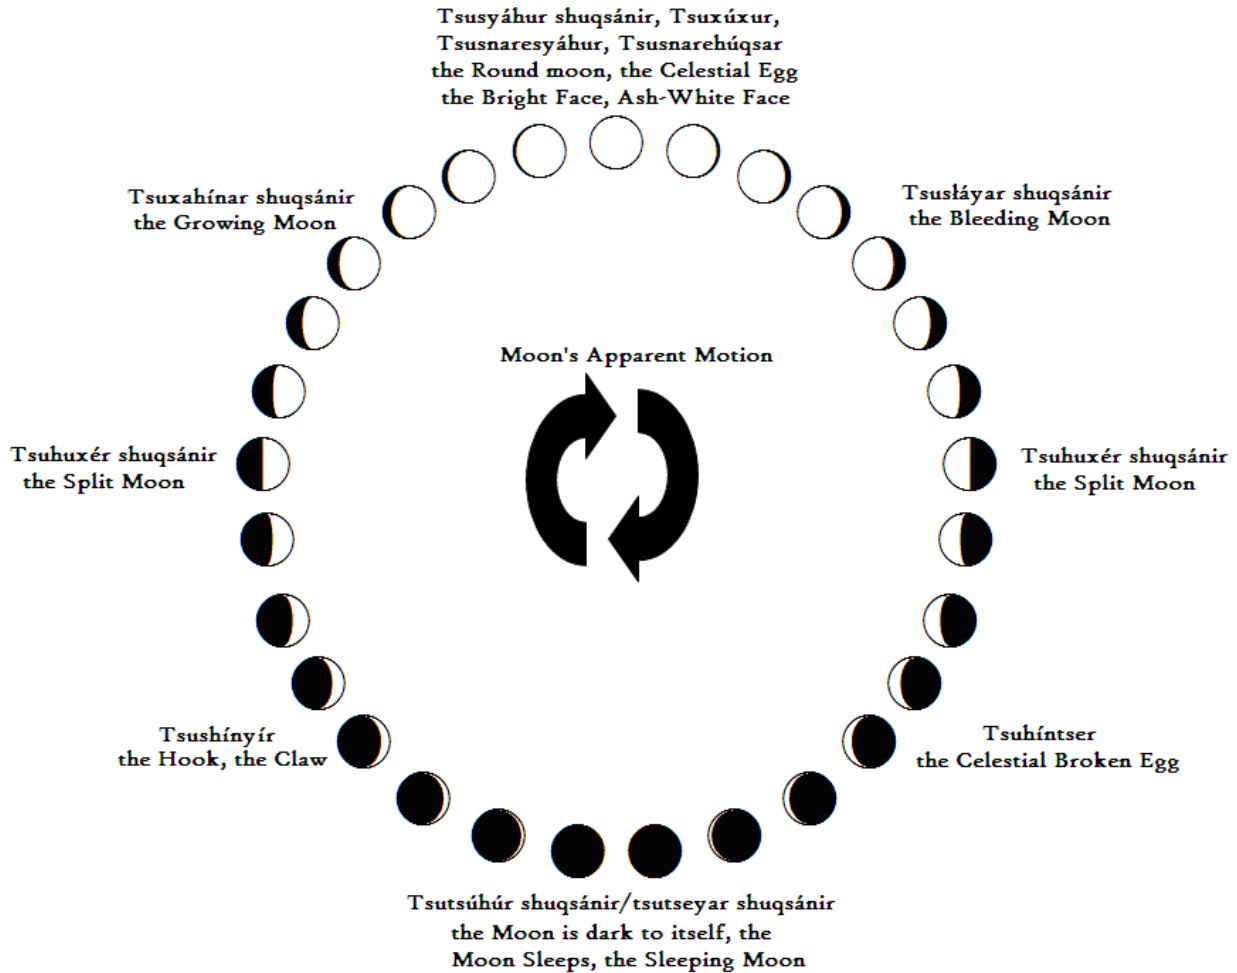 Tsusyáhur shuqsánir, Tsuxúxur,
Tsusnaresyáhur, Tsusnarehúqsar
the Round moon, the Celestial Egg
the Bright Face, Ash-White Face
Tsuxahínar shuqsánir
the Growing Moon
Tsusłáyar shuqsánir
the Bleeding Moon
Moon's Apparent Motion
Tsuhuxér shuqsánir
the Split Moon
Tsuhuxér shuqsánir
the Split Moon
Tsushínyír
the Hook, the Claw
Tsuhíntser
the Celestial Broken Egg
Tsutsúhúr shuqsánir/tsutseyar shuqsánir
the Moon is dark to itself, the
Moon Sleeps, the Sleeping Moon